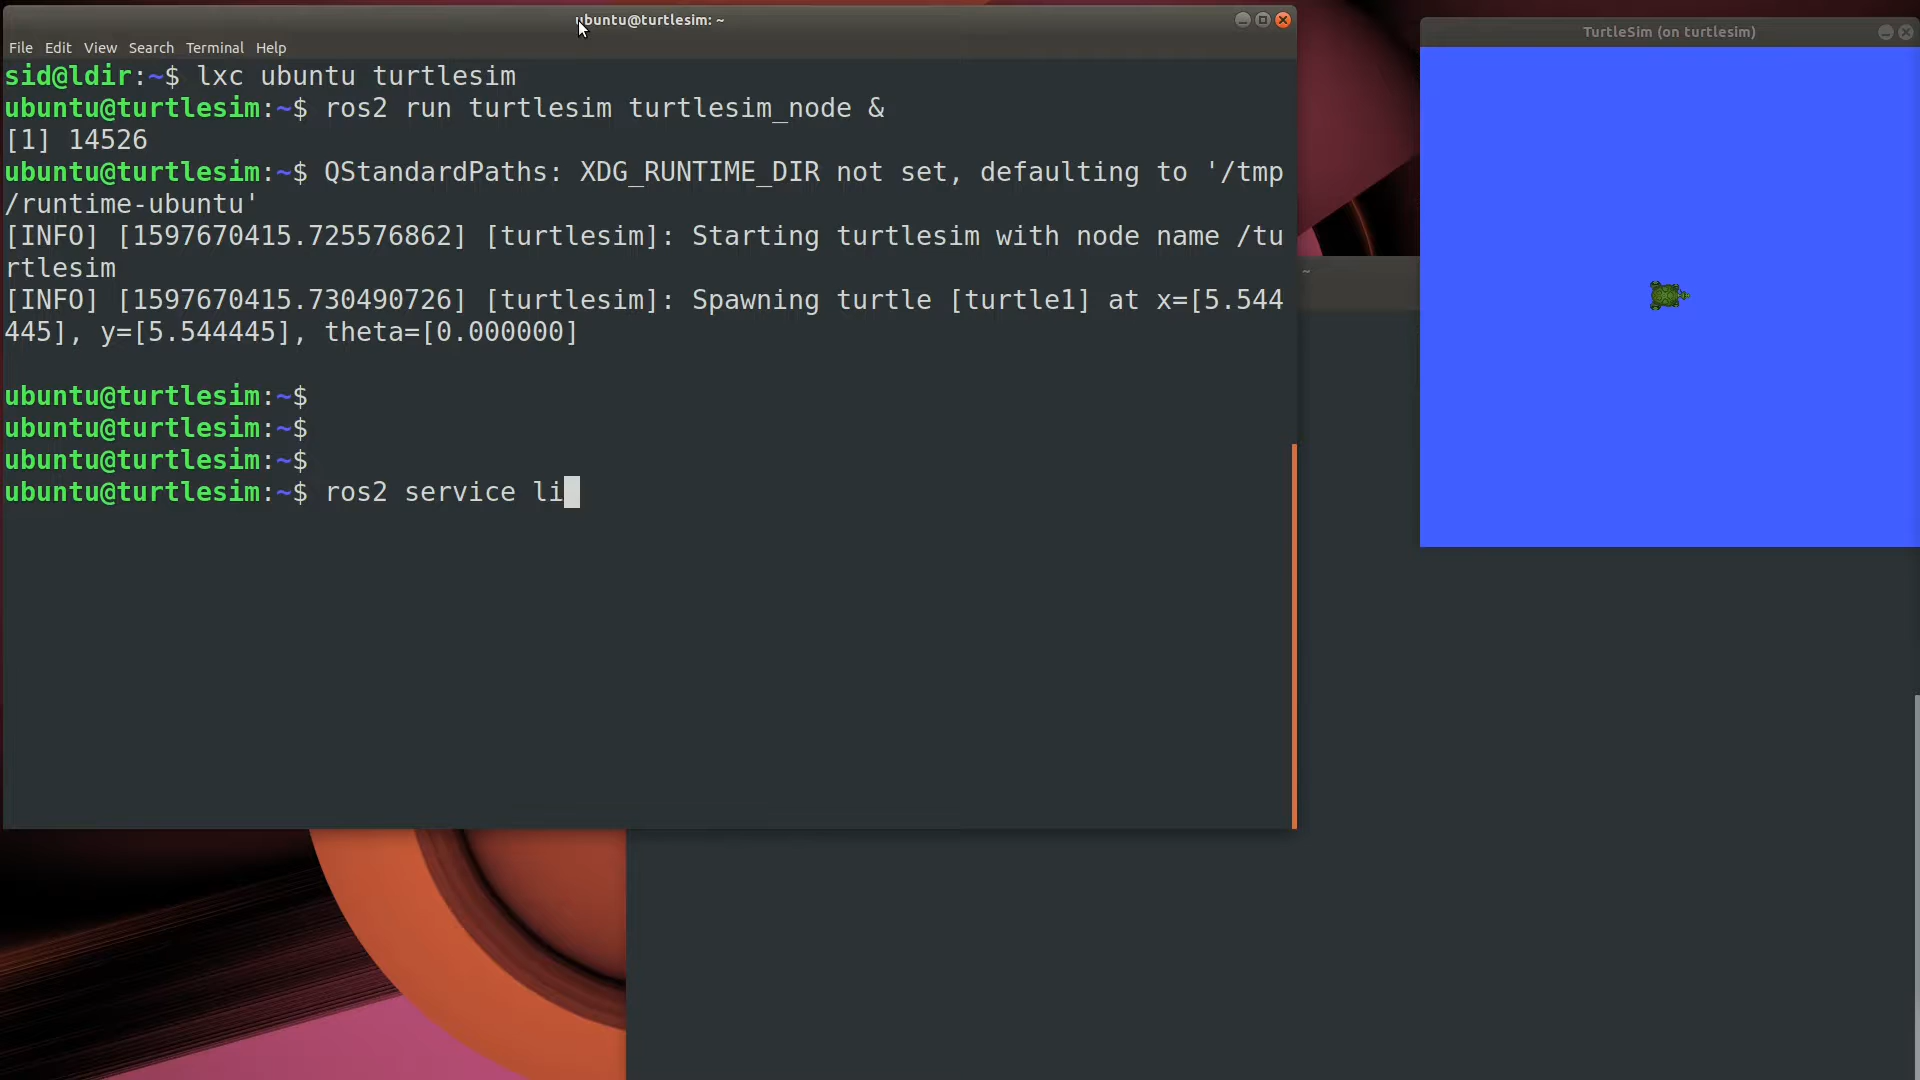 ubuntu@turtlesim: ~
TurtleSim (on turtlesim)
File Edit View Search Terminal Help
sid@ldir:~$ lxc ubuntu turtlesim
ubuntu@turtlesim:~$ ros2 run turtlesim turtlesim_node &
[1] 14526
ubuntu@turtlesim:~$ QStandardPaths: XDG_RUNTIME_DIR not set, defaulting to '/tmp
/runtime-ubuntu'
[INFO] [1597670415.725576862] [turtlesim]: Starting turtlesim with node name /tu
rtlesim
[INFO] [1597670415.730490726] [turtlesim]: Spawning turtle [turtle1] at x=[5.544
445], y=[5.544445], theta=[0.000000]
ubuntu@turtlesim:~$
ubuntu@turtlesim:~$
ubuntu@turtlesim:~$
ubuntu@turtlesim:~$ ros2 service li
~